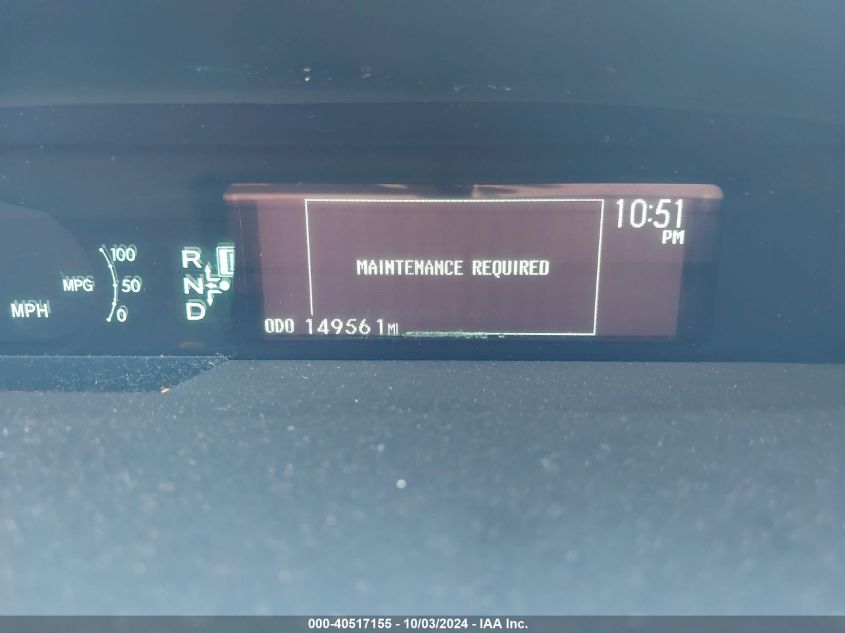 10:51
PM
100
R
MAINTENANCE REQUIRED
MPG 50
N
MPH
0
D
ODO 149561 MI
000-40517155 - 10/03/2024 - IAA Inc.